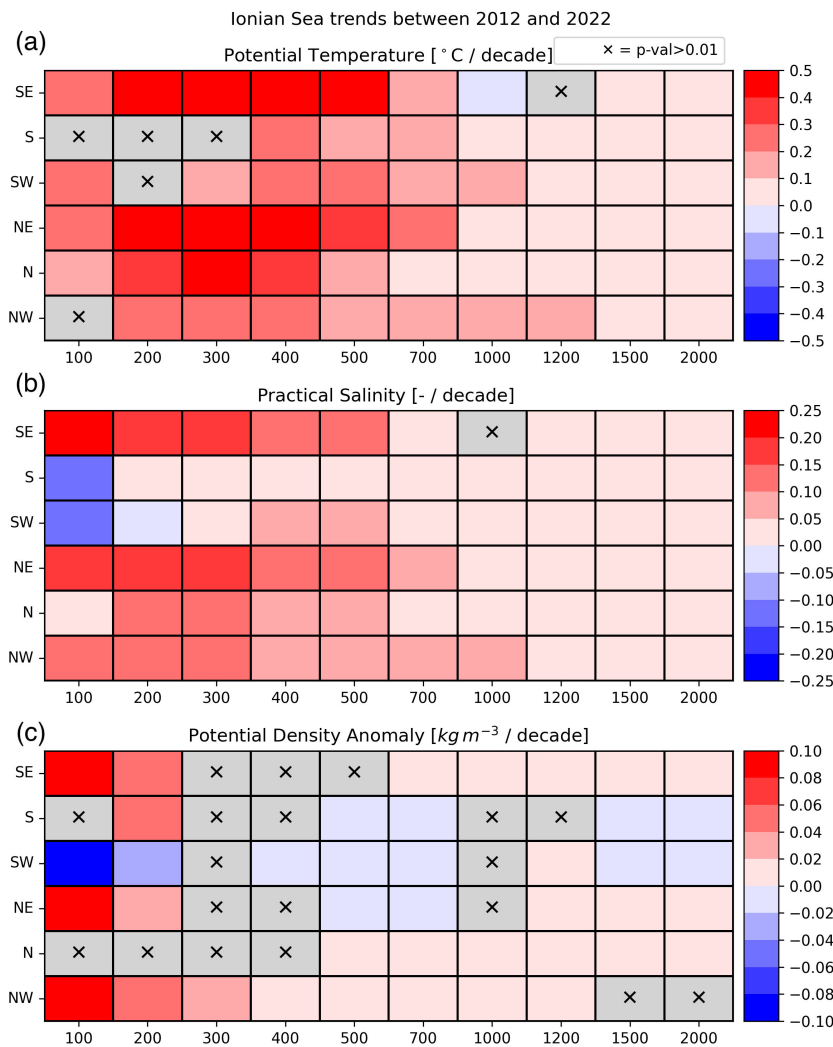 Ionian Sea trends between 2012 and 2022
(a)
Potential Temperature [°C / decade]
× = p-val>0.01
SE
S
SW
NE
N
NW
100 200 300 400 500 700 1000 1200 1500 2000
0.5
0.4
0.3
0.2
0.1
0.0
−0.1
−0.2
−0.3
−0.4
−0.5
(b)
Practical Salinity [- / decade]
SE
S
SW
NE
N
NW
100 200 300 400 500 700 1000 1200 1500 2000
0.25
0.20
0.15
0.10
0.05
0.00
−0.05
−0.10
−0.15
−0.20
−0.25
(c)
Potential Density Anomaly [kg m⁻³ / decade]
SE
S
SW
NE
N
NW
100 200 300 400 500 700 1000 1200 1500 2000
0.10
0.08
0.06
0.04
0.02
0.00
−0.02
−0.04
−0.06
−0.08
−0.10